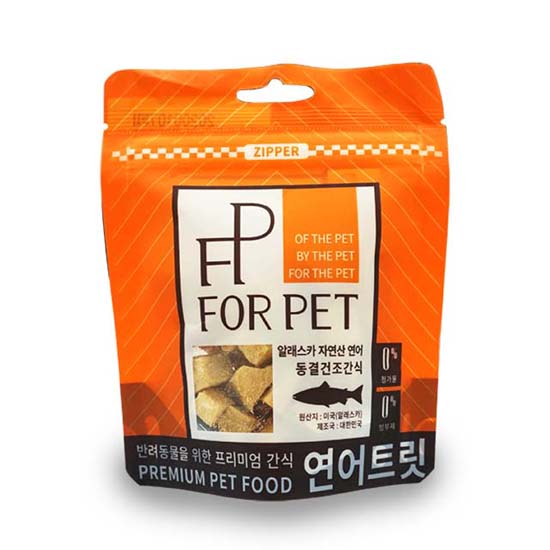 ZIPPER
FP
OF THE PET
BY THE PET
FOR THE PET
FOR PET
알래스카 자연산 연어
동결건조간식
원산지 : 미국(알래스카)
제조국 : 대한민국
0%
첨가물
0%
방부제
반려동물을 위한 프리미엄 간식
PREMIUM PET FOOD
연어트릿